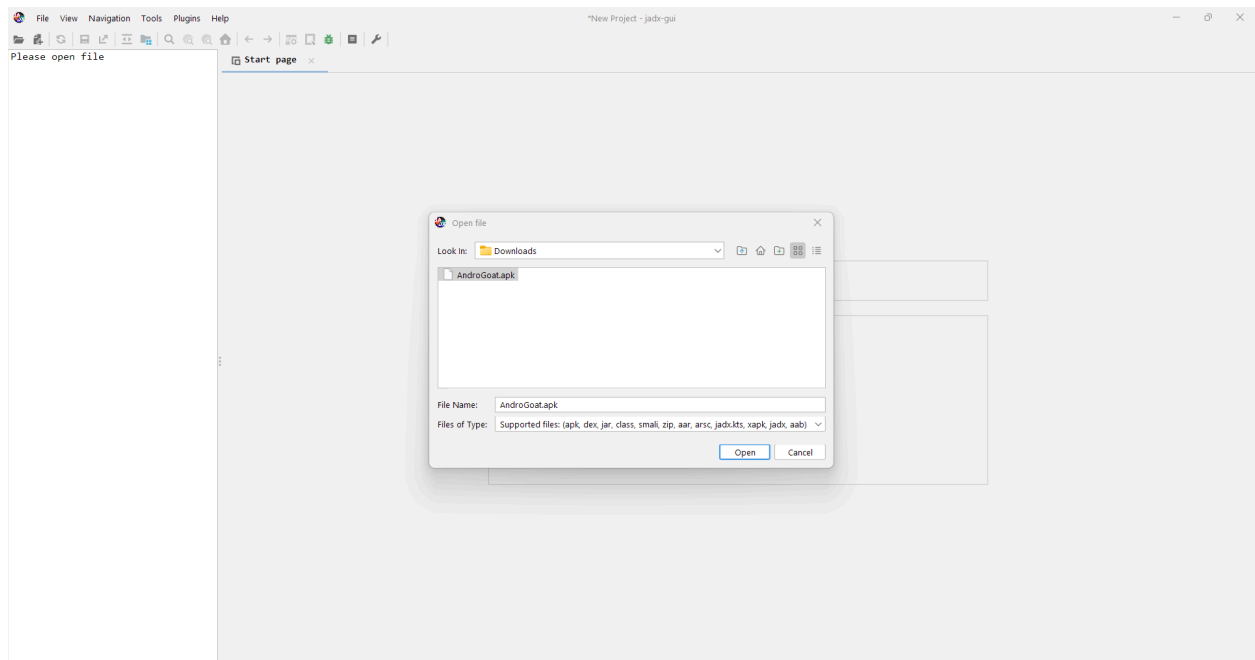 File View Navigation Tools Plugins Help
*New Project - jadx-gui
Please open file
Start page
Open file
Look In: Downloads
AndroGoat.apk
File Name: AndroGoat.apk
Files of Type: Supported files: (apk, dex, jar, class, smali, zip, aar, arsc, jadx.kts, xapk, jadx, aab)
Open Cancel